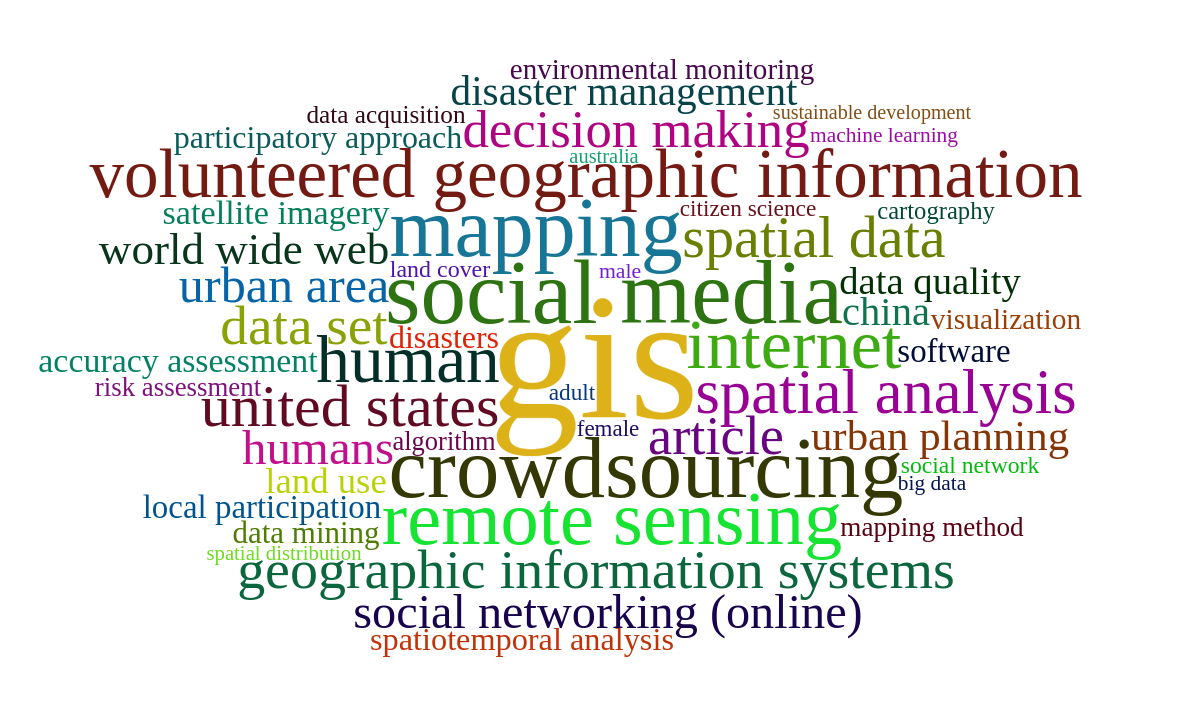 environmental monitoring
disaster management
data acquisition
sustainable development
participatory approach
decision making
machine learning
australia
volunteered geographic information
satellite imagery
mapping
citizen science
cartography
world wide web
spatial data
land cover
male
urban area
social media
data quality
data set
china
visualization
disasters
gis
internet
accuracy assessment
human
software
risk assessment
adult
spatial analysis
united states
female
article
urban planning
humans
algorithm
crowdsourcing
social network
land use
big data
local participation
remote sensing
mapping method
data mining
spatial distribution
geographic information systems
social networking (online)
spatiotemporal analysis